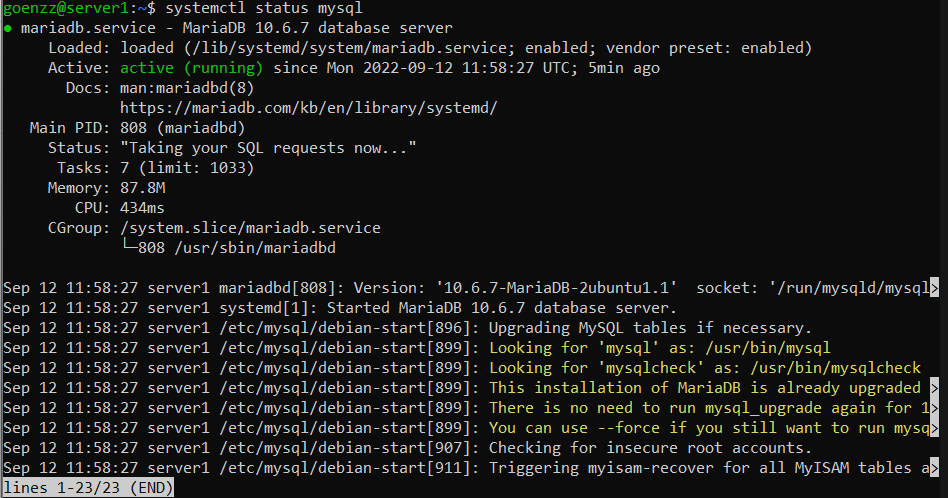 goenzz@server1:~$ systemctl status mysql
● mariadb.service - MariaDB 10.6.7 database server
     Loaded: loaded (/lib/systemd/system/mariadb.service; enabled; vendor preset: enabled)
     Active: active (running) since Mon 2022-09-12 11:58:27 UTC; 5min ago
       Docs: man:mariadbd(8)
             https://mariadb.com/kb/en/library/systemd/
   Main PID: 808 (mariadbd)
     Status: "Taking your SQL requests now..."
      Tasks: 7 (limit: 1033)
     Memory: 87.8M
        CPU: 434ms
     CGroup: /system.slice/mariadb.service
             └─808 /usr/sbin/mariadbd

Sep 12 11:58:27 server1 mariadbd[808]: Version: '10.6.7-MariaDB-2ubuntu1.1'  socket: '/run/mysqld/mysql>
Sep 12 11:58:27 server1 systemd[1]: Started MariaDB 10.6.7 database server.
Sep 12 11:58:27 server1 /etc/mysql/debian-start[896]: Upgrading MySQL tables if necessary.
Sep 12 11:58:27 server1 /etc/mysql/debian-start[899]: Looking for 'mysql' as: /usr/bin/mysql
Sep 12 11:58:27 server1 /etc/mysql/debian-start[899]: Looking for 'mysqlcheck' as: /usr/bin/mysqlcheck
Sep 12 11:58:27 server1 /etc/mysql/debian-start[899]: This installation of MariaDB is already upgraded >
Sep 12 11:58:27 server1 /etc/mysql/debian-start[899]: There is no need to run mysql_upgrade again for 1>
Sep 12 11:58:27 server1 /etc/mysql/debian-start[899]: You can use --force if you still want to run mysq>
Sep 12 11:58:27 server1 /etc/mysql/debian-start[907]: Checking for insecure root accounts.
Sep 12 11:58:27 server1 /etc/mysql/debian-start[911]: Triggering myisam-recover for all MyISAM tables a>
lines 1-23/23 (END)